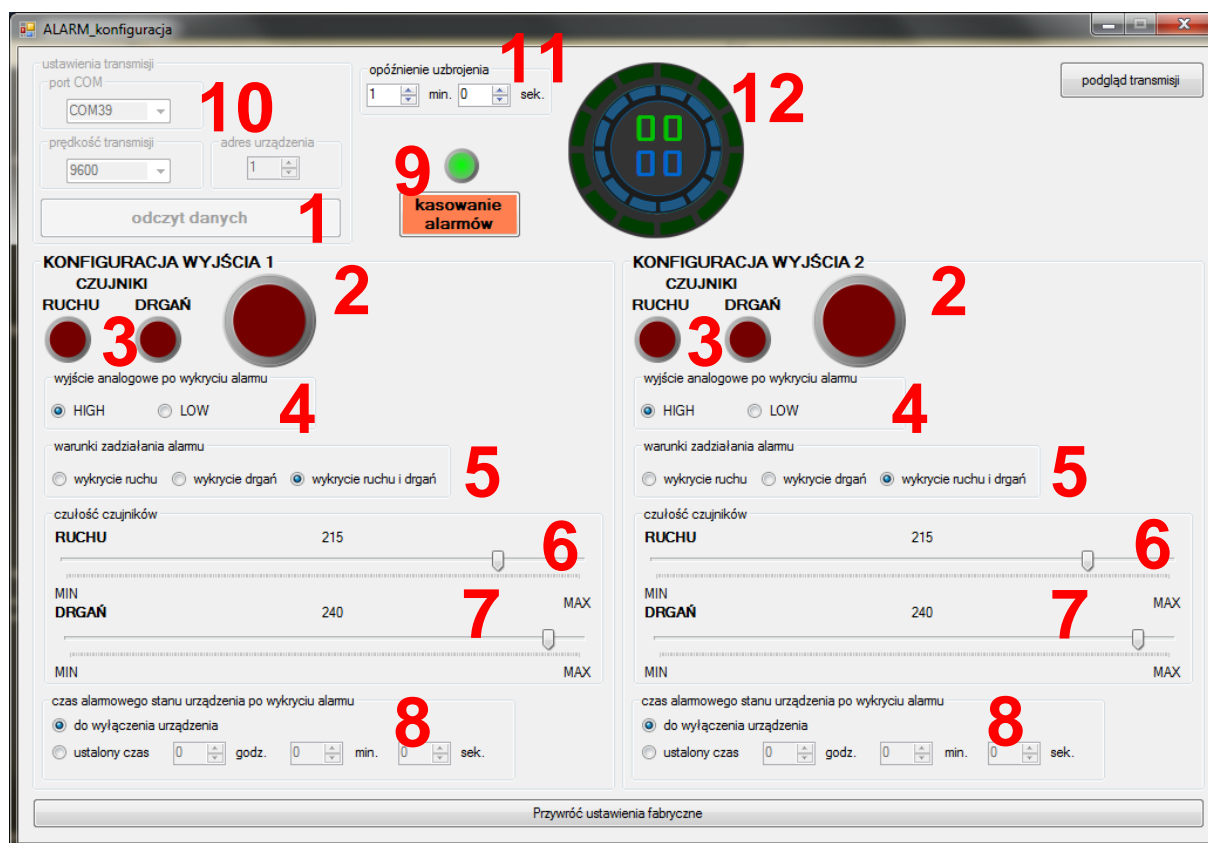 ALARM_konfiguracja
ustawienia transmisji
port COM
COM39
10
prędkość transmisji
9600
adres urządzenia
1
odczyt danych
1
opóźnienie uzbrojenia
11
1 min. 0 sek.
9
kasowanie
alarmów
00
00
12
podgląd transmisji
KONFIGURACJA WYJŚCIA 1
CZUJNIKI
RUCHU DRGAŃ
2
3
wyjście analogowe po wykryciu alarmu
HIGH LOW
4
warunki zadziałania alarmu
wykrycie ruchu wykrycie drgań wykrycie ruchu i drgań
5
czułość czujników
RUCHU 215
6
MIN MAX
DRGAŃ 240
7
MIN MAX
czas alarmowego stanu urządzenia po wykryciu alarmu
do wyłączenia urządzenia
8
ustalony czas 0 godz. 0 min. 0 sek.
KONFIGURACJA WYJŚCIA 2
CZUJNIKI
RUCHU DRGAŃ
2
3
wyjście analogowe po wykryciu alarmu
HIGH LOW
4
warunki zadziałania alarmu
wykrycie ruchu wykrycie drgań wykrycie ruchu i drgań
5
czułość czujników
RUCHU 215
6
MIN MAX
DRGAŃ 240
7
MIN MAX
czas alarmowego stanu urządzenia po wykryciu alarmu
do wyłączenia urządzenia
8
ustalony czas 0 godz. 0 min. 0 sek.
Przywróć ustawienia fabryczne